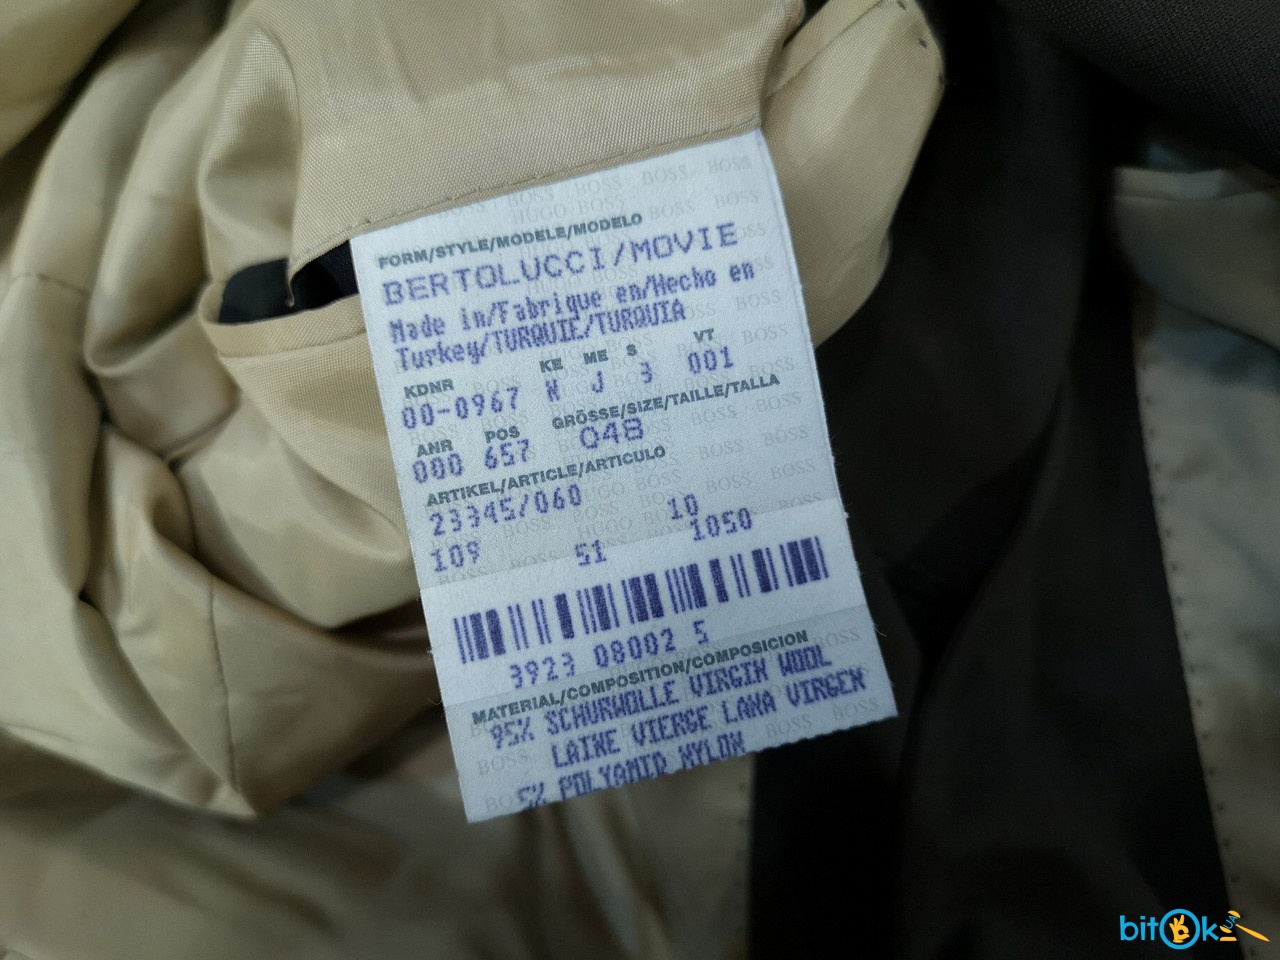 FORM/STYLE/MODELE/MODELO
BERTOLUCCI/MOVIE
Made in/Fabrique en/Hecho en
Turkey/TURQUIE/TURQUIA
KDNR KE ME S VT
00-0967 N J 3 001
ANR POS GRÖSSE/SIZE/TAILLE/TALLA
000 657 048
ARTIKEL/ARTICLE/ARTICULO
23345/060 10
109 51 1050
3923 08002 5
MATERIAL/COMPOSITION/COMPOSICION
95% SCHURWOLLE VIRGIN WOOL
LAINE VIERGE LANA VIRGEN
5% POLYAMID NYLON
HUGO BOSS
bitOk UA